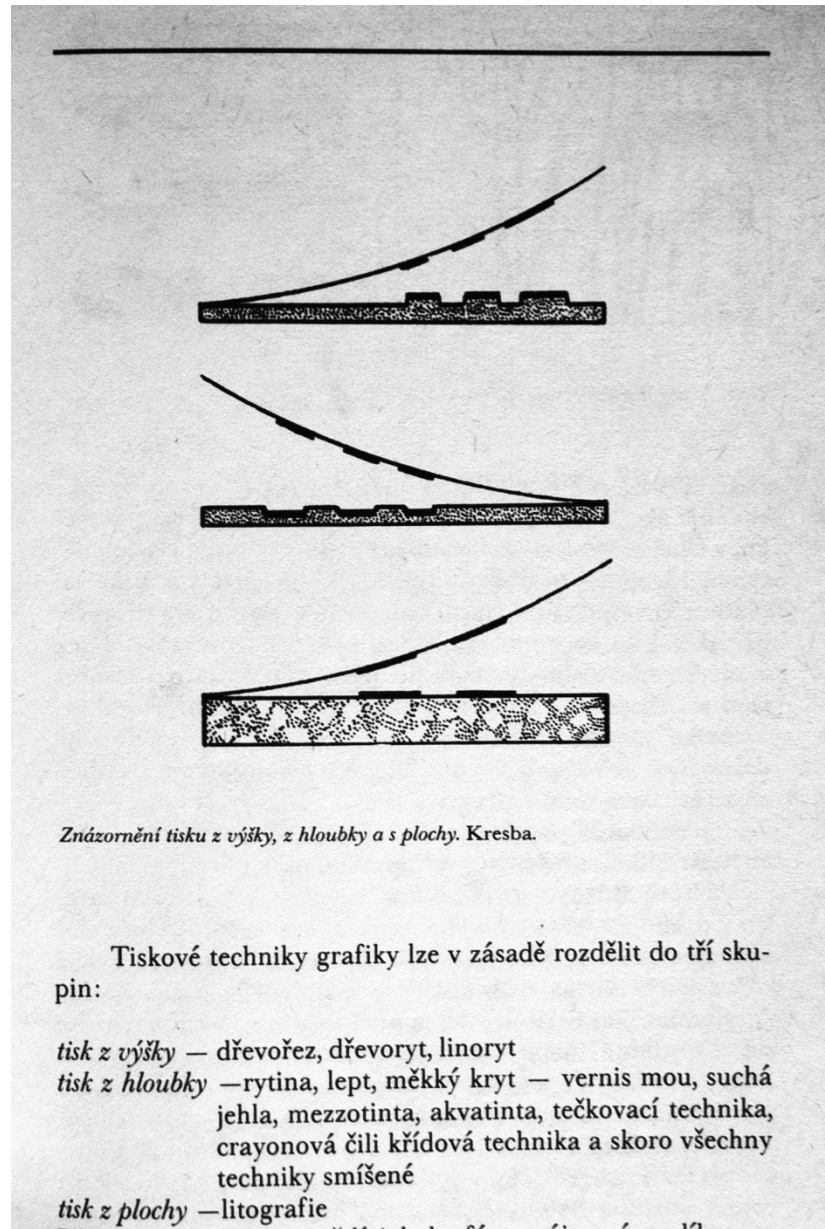 Znázornění tisku z výšky, z hloubky a s plochy. Kresba.
Tiskové techniky grafiky lze v zásadě rozdělit do tří sku-
pin:
tisk z výšky — dřevořez, dřevoryt, linoryt
tisk z hloubky —rytina, lept, měkký kryt — vernis mou, suchá
jehla, mezzotinta, akvatinta, tečkovací technika,
crayonová čili křídová technika a skoro všechny
techniky smíšené
tisk z plochy —litografie